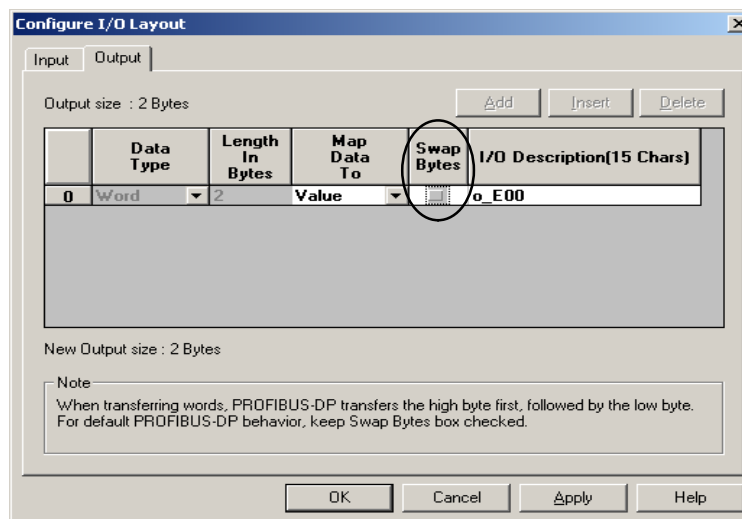 Configure I/O Layout
Input Output
Output size : 2 Bytes
Add Insert Delete
Data Type Length In Bytes Map Data To Swap Bytes I/O Description(15 Chars)
0 Word 2 Value o_E00
New Output size : 2 Bytes
Note
When transferring words, PROFIBUS-DP transfers the high byte first, followed by the low byte.
For default PROFIBUS-DP behavior, keep Swap Bytes box checked.
OK Cancel Apply Help